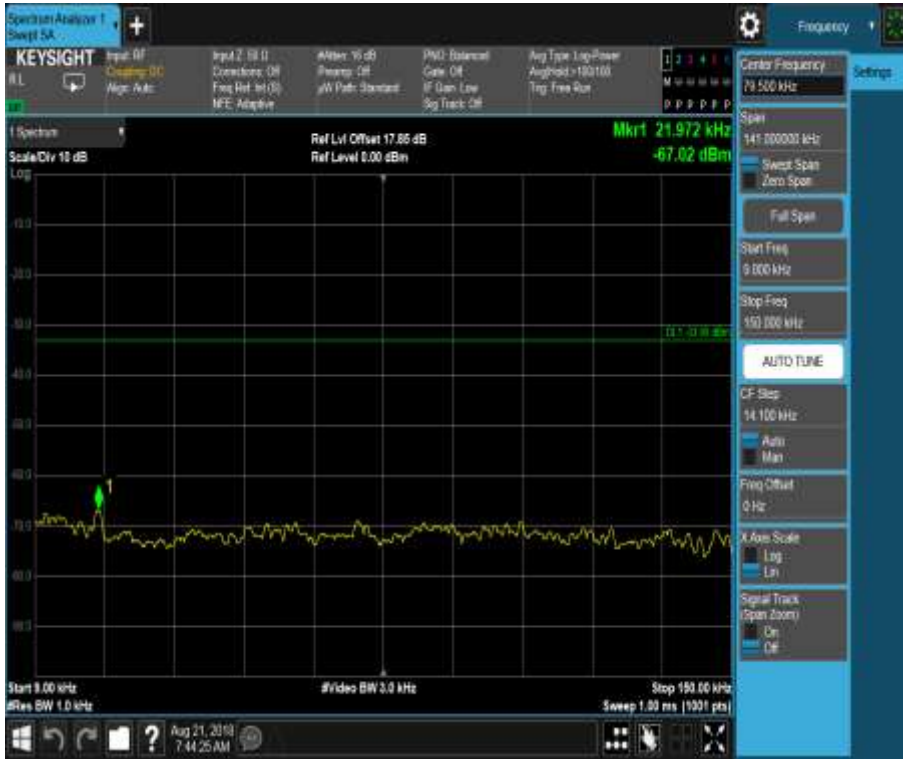 Spectrum Analyzer 1
Swept SA
Frequency
KEYSIGHT
Input: RF
Coupling: DC
Align: Auto
Input Z: 50 Ω
Corrections: Off
Freq Ref: Int (S)
NFE: Adaptive
#Atten: 16 dB
Preamp: Off
µW Path: Standard
PNO: Balanced
Gate: Off
IF Gain: Low
Sig Track: Off
Avg Type: Log-Power
Avg|Hold: >100/100
Trig: Free Run
1 2 3 4 5 6
P P P P P P
1 Spectrum
Scale/Div 10 dB
Log
Ref Lvl Offset 17.85 dB
Ref Level 0.00 dBm
Mkr1 21.972 kHz
-67.02 dBm
1
-10.0
-20.0
-30.0
-40.0
-50.0
-60.0
-70.0
-80.0
-90.0
Start 9.00 kHz
#Res BW 1.0 kHz
#Video BW 3.0 kHz
Stop 150.00 kHz
Sweep 1.00 ms (1001 pts)
Aug 21, 2018
7:44:25 AM
Center Frequency
79.500 kHz
Settings
Span
141.000000 kHz
Swept Span
Zero Span
Full Span
Start Freq
9.000 kHz
Stop Freq
150.000 kHz
AUTO TUNE
CF Step
14.100 kHz
Auto
Man
Freq Offset
0 Hz
X Axis Scale
Log
Lin
Signal Track
(Span Zoom)
On
Off